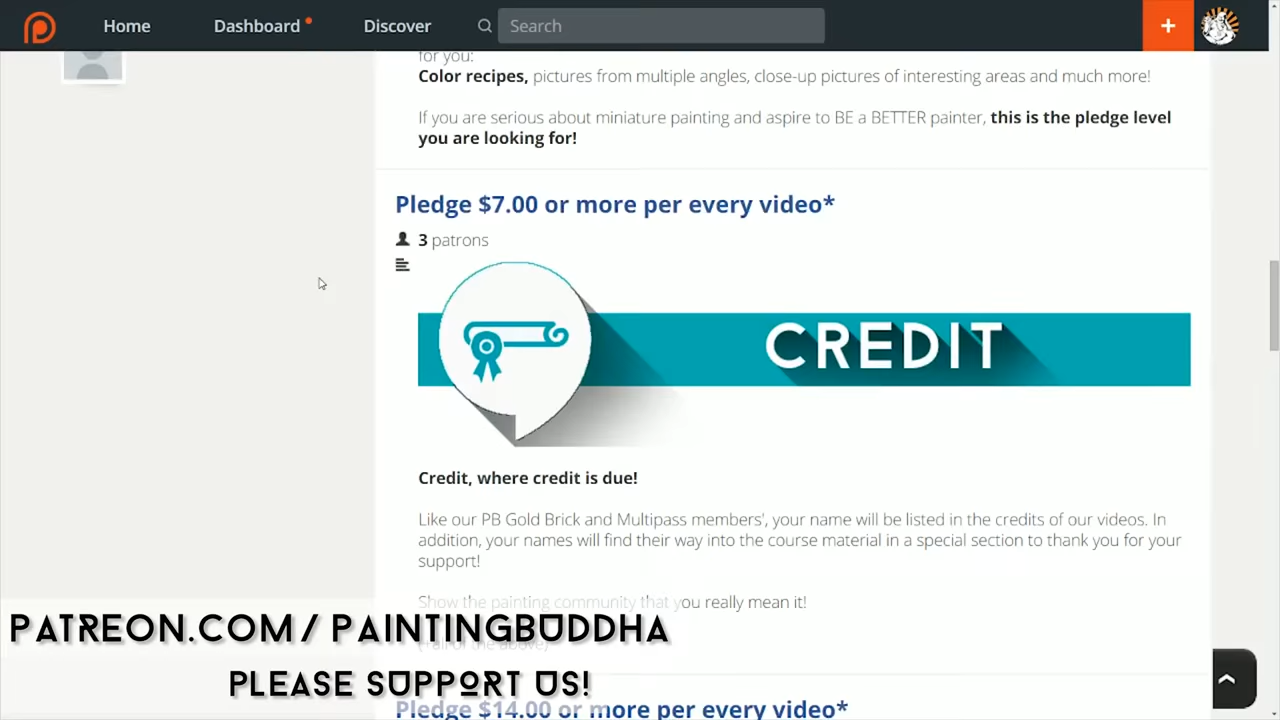 Home Dashboard Discover Search +
for you:
Color recipes, pictures from multiple angles, close-up pictures of interesting areas and much more!
If you are serious about miniature painting and aspire to BE a BETTER painter, this is the pledge level
you are looking for!
Pledge $7.00 or more per every video*
3 patrons
CREDIT
Credit, where credit is due!
Like our PB Gold Brick and Multipass members', your name will be listed in the credits of our videos. In
addition, your names will find their way into the course material in a special section to thank you for your
support!
Show the painting community that you really mean it!
PATREON.COM/PAINTINGBUDDHA
(+all of the above)
PLEASE SUPPORT US!
Pledge $14.00 or more per every video*